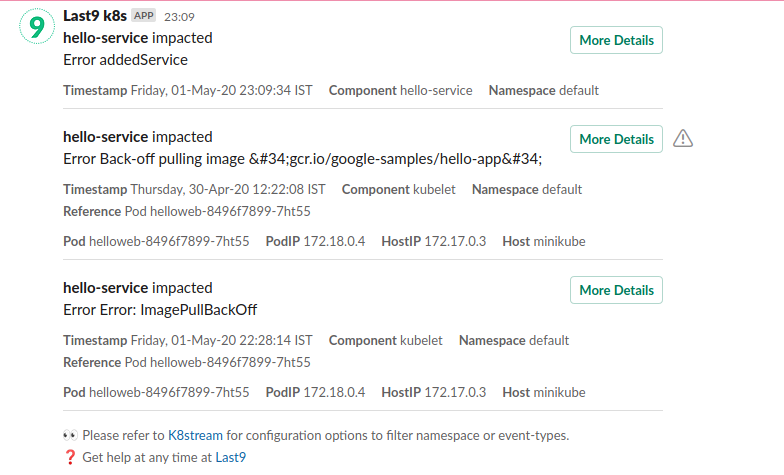 9 Last9 k8s APP 23:09
hello-service impacted
More Details
Error addedService
Timestamp Friday, 01-May-20 23:09:34 IST Component hello-service Namespace default
hello-service impacted
More Details
Error Back-off pulling image &#34;gcr.io/google-samples/hello-app&#34;
Timestamp Thursday, 30-Apr-20 12:22:08 IST Component kubelet Namespace default
Reference Pod helloweb-8496f7899-7ht55
Pod helloweb-8496f7899-7ht55 PodIP 172.18.0.4 HostIP 172.17.0.3 Host minikube
hello-service impacted
More Details
Error Error: ImagePullBackOff
Timestamp Friday, 01-May-20 22:28:14 IST Component kubelet Namespace default
Reference Pod helloweb-8496f7899-7ht55
Pod helloweb-8496f7899-7ht55 PodIP 172.18.0.4 HostIP 172.17.0.3 Host minikube
👀 Please refer to K8stream for configuration options to filter namespace or event-types.
❓ Get help at any time at Last9